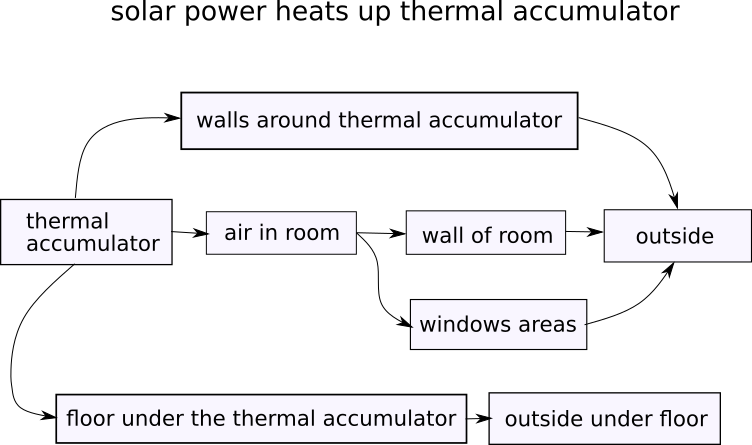 solar power heats up thermal accumulator
walls around thermal accumulator
thermal
accumulator
air in room
wall of room
outside
windows areas
floor under the thermal accumulator
outside under floor